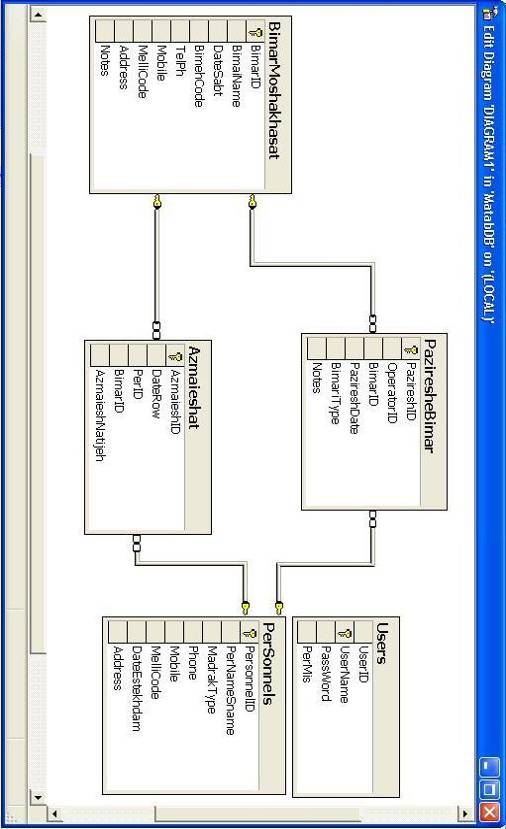 Edit Diagram 'DIAGRAM1' in 'MatabDB' on '(LOCAL)'
PaziresheBimar
PazireshID
OperatorID
BimarID
PazireshDate
BimariType
Notes
Users
UserID
UserName
PassWord
PerMis
BimarMoshakhasat
BimarID
BimaiName
DateSabt
BimehCode
TelPh
Mobile
MelliCode
Address
Notes
Azmaieshat
AzmaieshID
DateRow
PerID
BimarID
AzmaieshNatijeh
PerSonnels
PersonnelID
PerNameSname
MadrakType
Phone
Mobile
MelliCode
DateEstekhdam
Address